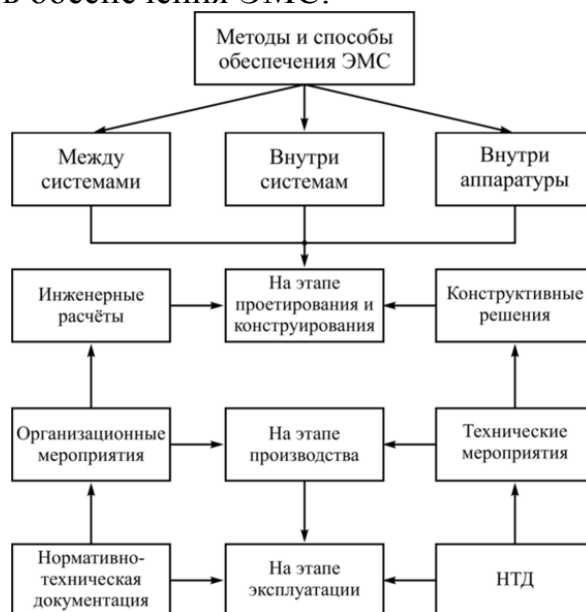 в обеспечения ЭМС.
Методы и способы
обеспечения ЭМС
Между
системами
Внутри
системам
Внутри
аппаратуры
Инженерные
расчёты
На этапе
проетирования и
конструирования
Конструктивные
решения
Организационные
мероприятия
На этапе
производства
Технические
мероприятия
Нормативно-
техническая
документация
На этапе
эксплуатации
НТД